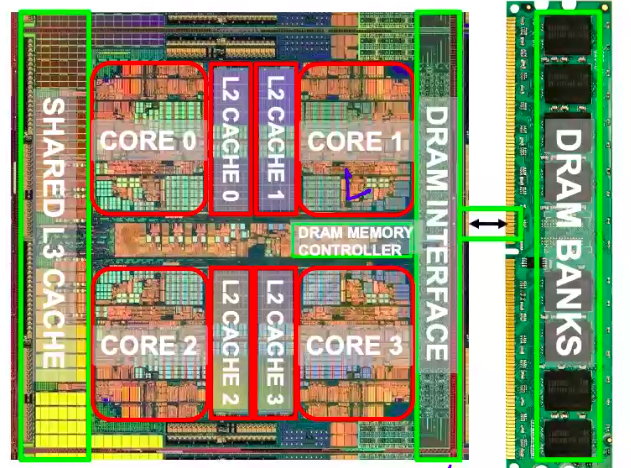 SHARED L3 CACHE
CORE 0
L2 CACHE 0
L2 CACHE 1
CORE 1
DRAM INTERFACE
DRAM BANKS
DRAM MEMORY
CONTROLLER
CORE 2
L2 CACHE 2
L2 CACHE 3
CORE 3